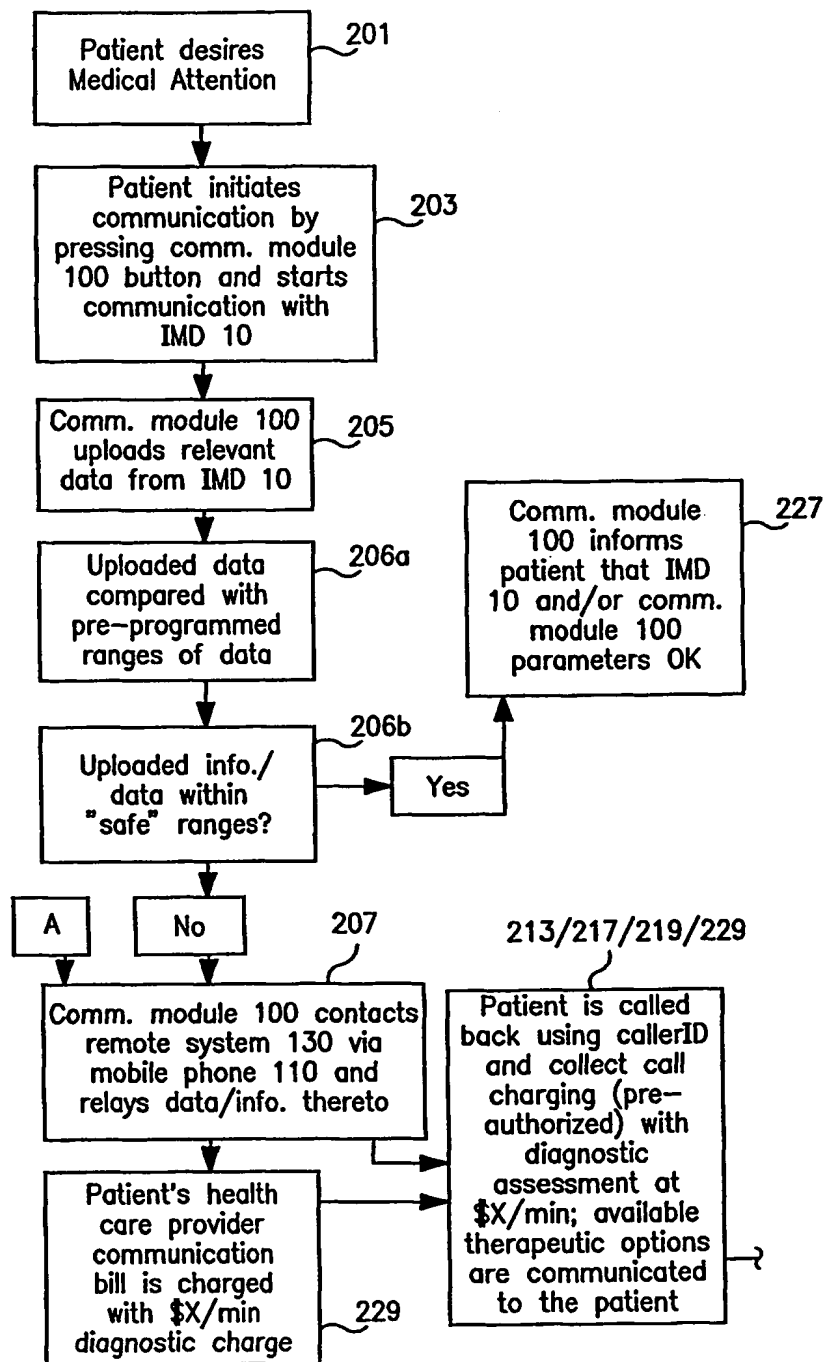 Patient desires
Medical Attention
201
Patient initiates
communication by
pressing comm. module
100 button and starts
communication with
IMD 10
203
Comm. module 100
uploads relevant
data from IMD 10
205
Uploaded data
compared with
pre-programmed
ranges of data
206a
Uploaded info./
data within
"safe" ranges?
206b
Yes
Comm. module
100 informs
patient that IMD
10 and/or comm.
module 100
parameters OK
227
A
No
Comm. module 100 contacts
remote system 130 via
mobile phone 110 and
relays data/info. thereto
207
213/217/219/229
Patient is called
back using callerID
and collect call
charging (pre-
authorized) with
diagnostic
assessment at
$X/min; available
therapeutic options
are communicated
to the patient
Patient's health
care provider
communication
bill is charged
with $X/min
diagnostic charge
229